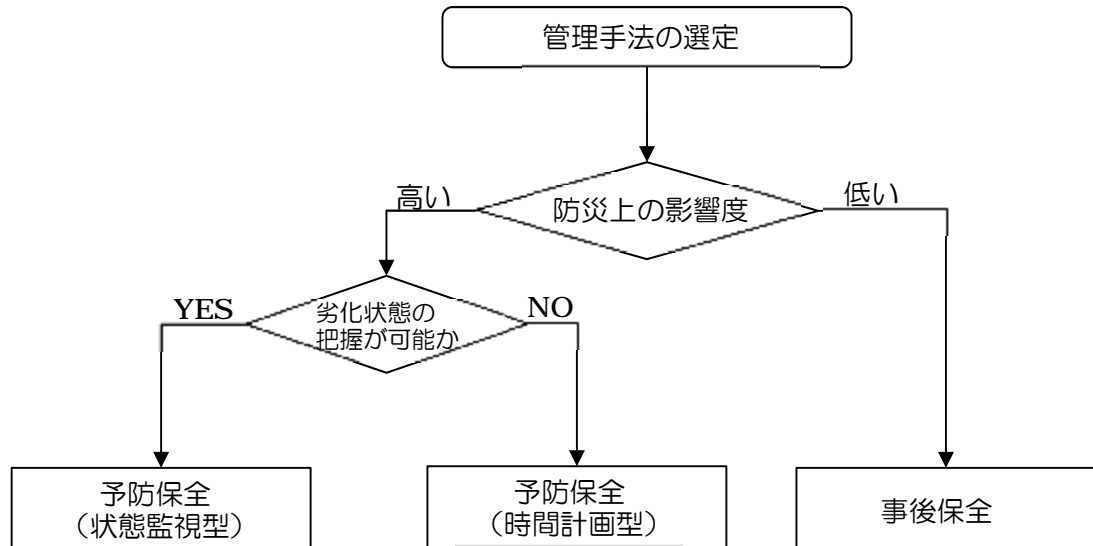 管理手法の選定
高い
防災上の影響度
低い
YES
劣化状態の
把握が可能か
NO
予防保全
（状態監視型）
予防保全
（時間計画型）
事後保全